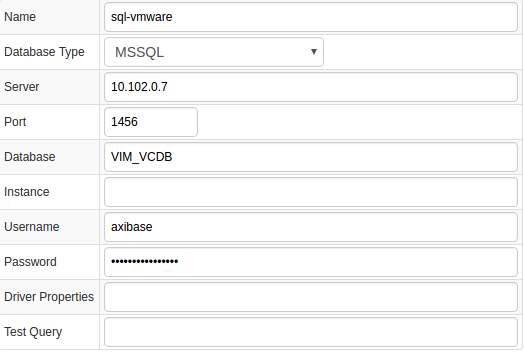 Name sql-vmware
Database Type MSSQL
Server 10.102.0.7
Port 1456
Database VIM_VCDB
Instance
Username axibase
Password ••••••••••••••••
Driver Properties
Test Query